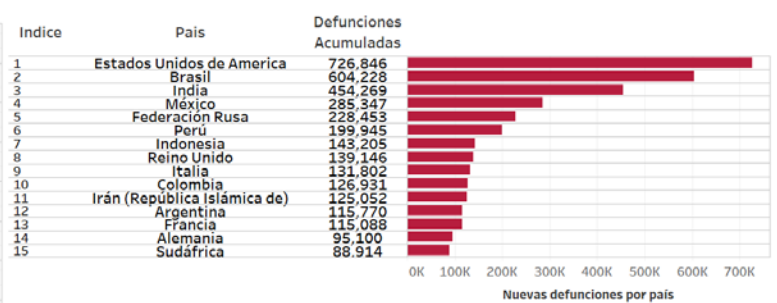 Indice País Defunciones Acumuladas
1 Estados Unidos de America 726,846
2 Brasil 604,228
3 India 454,269
4 México 285,347
5 Federación Rusa 228,453
6 Perú 199,945
7 Indonesia 143,205
8 Reino Unido 139,146
9 Italia 131,802
10 Colombia 126,931
11 Irán (República Islámica de) 125,052
12 Argentina 115,770
13 Francia 115,088
14 Alemania 95,100
15 Sudáfrica 88,914
0K 100K 200K 300K 400K 500K 600K 700K
Nuevas defunciones por país